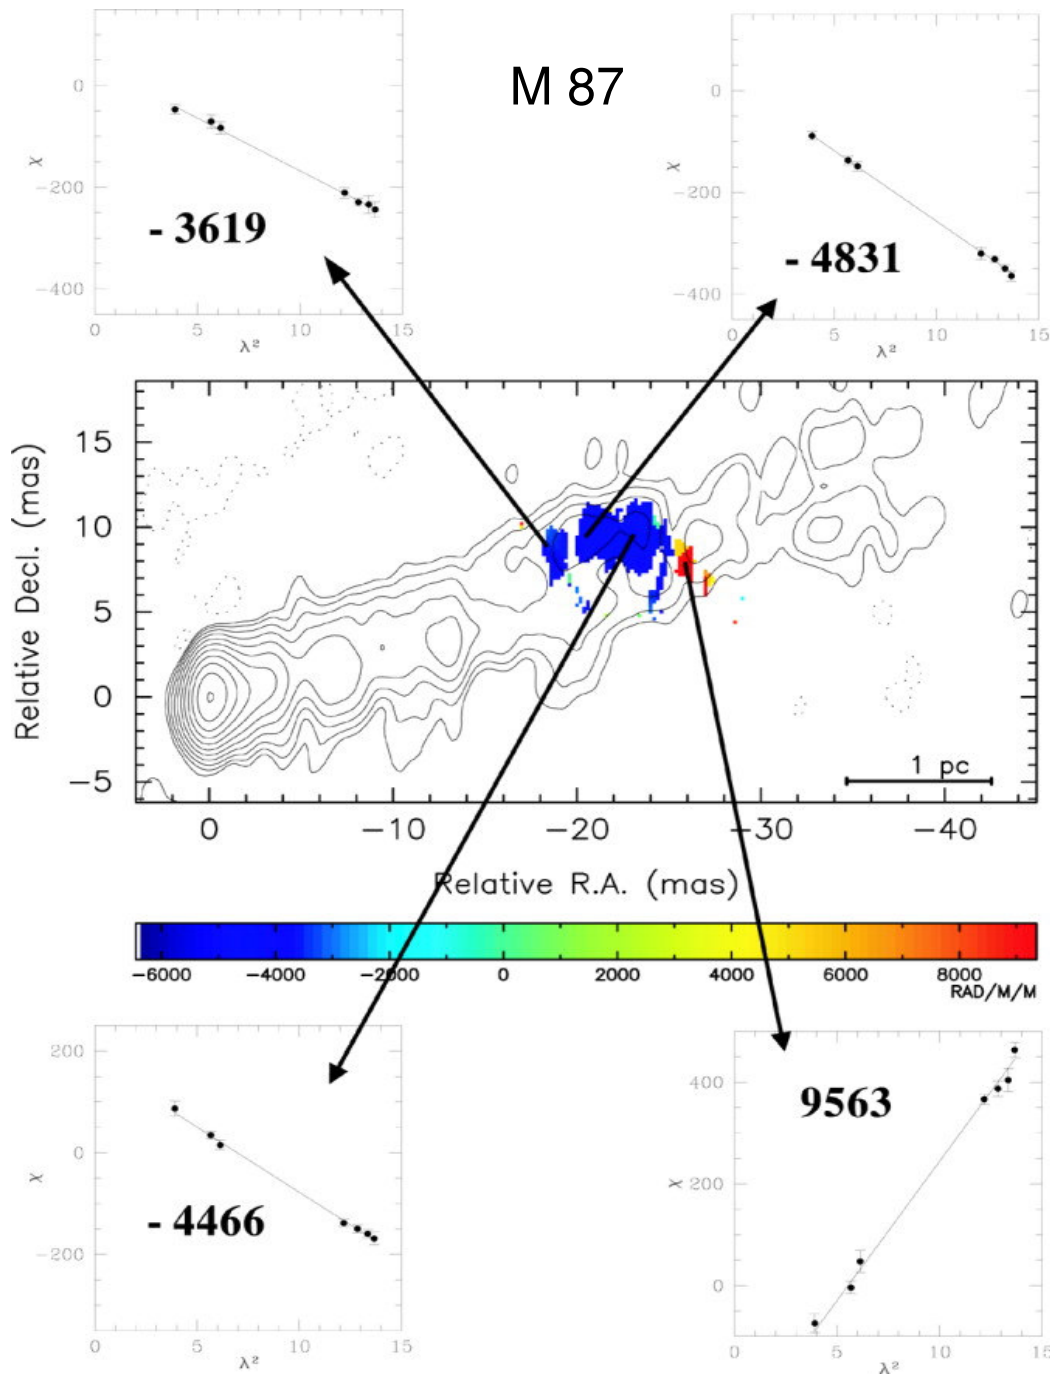 M 87
0
−200
−400
χ
- 3619
0 5 10 15
λ²
0
−200
−400
χ
- 4831
0 5 10 15
λ²
15
10
5
0
−5
Relative Decl. (mas)
1 pc
0 −10 −20 −30 −40
Relative R.A. (mas)
−6000 −4000 −2000 0 2000 4000 6000 8000
RAD/M/M
200
0
−200
χ
- 4466
0 5 10 15
λ²
400
200
0
χ
9563
0 5 10 15
λ²